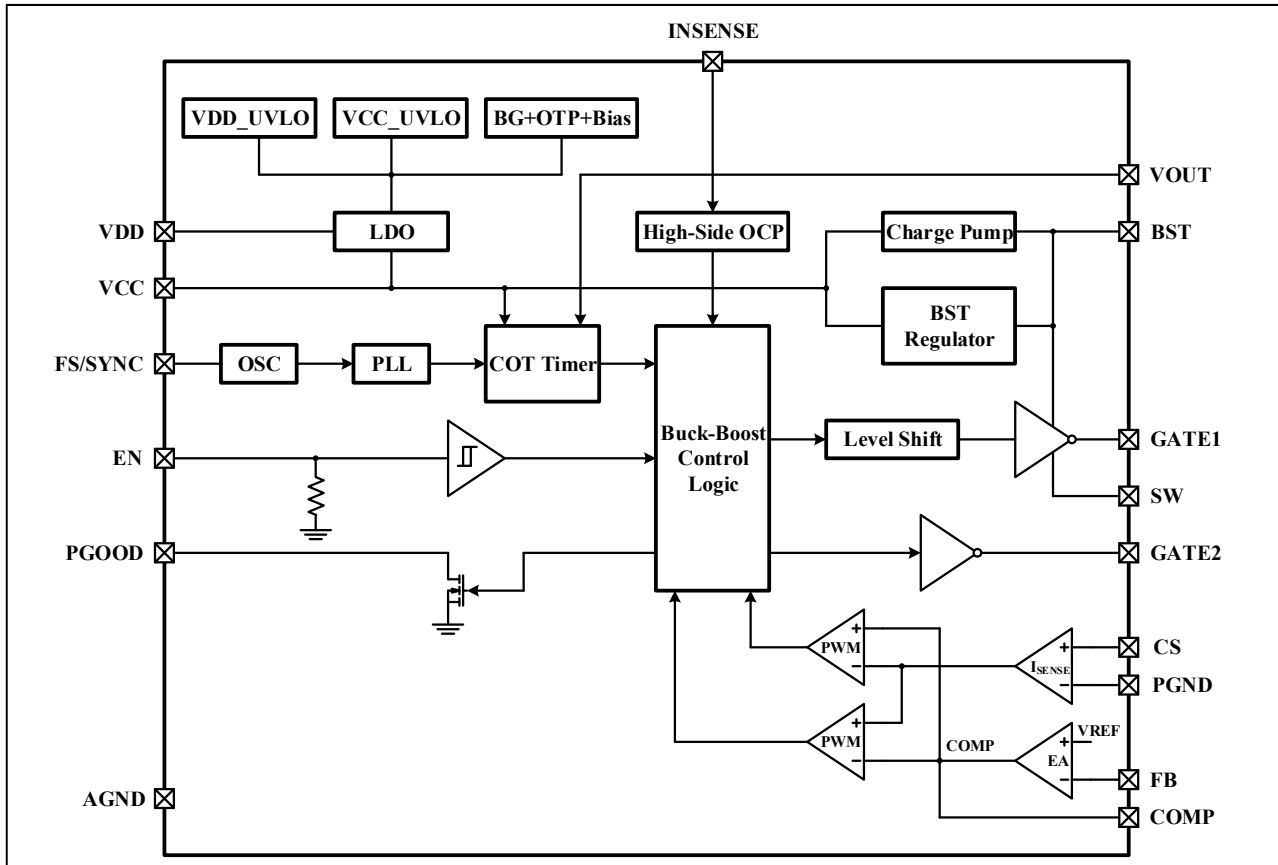 INSENSE
VDD_UVLO
VCC_UVLO
BG+OTP+Bias
VOUT
VDD
LDO
High-Side OCP
Charge Pump
BST
VCC
BST
Regulator
FS/SYNC
OSC
PLL
COT Timer
Buck-Boost
Control
Logic
Level Shift
GATE1
EN
SW
PGOOD
GATE2
+
PWM
−
+
ISENSE
−
CS
PGND
+
PWM
−
COMP
VREF
+
EA
−
FB
AGND
COMP